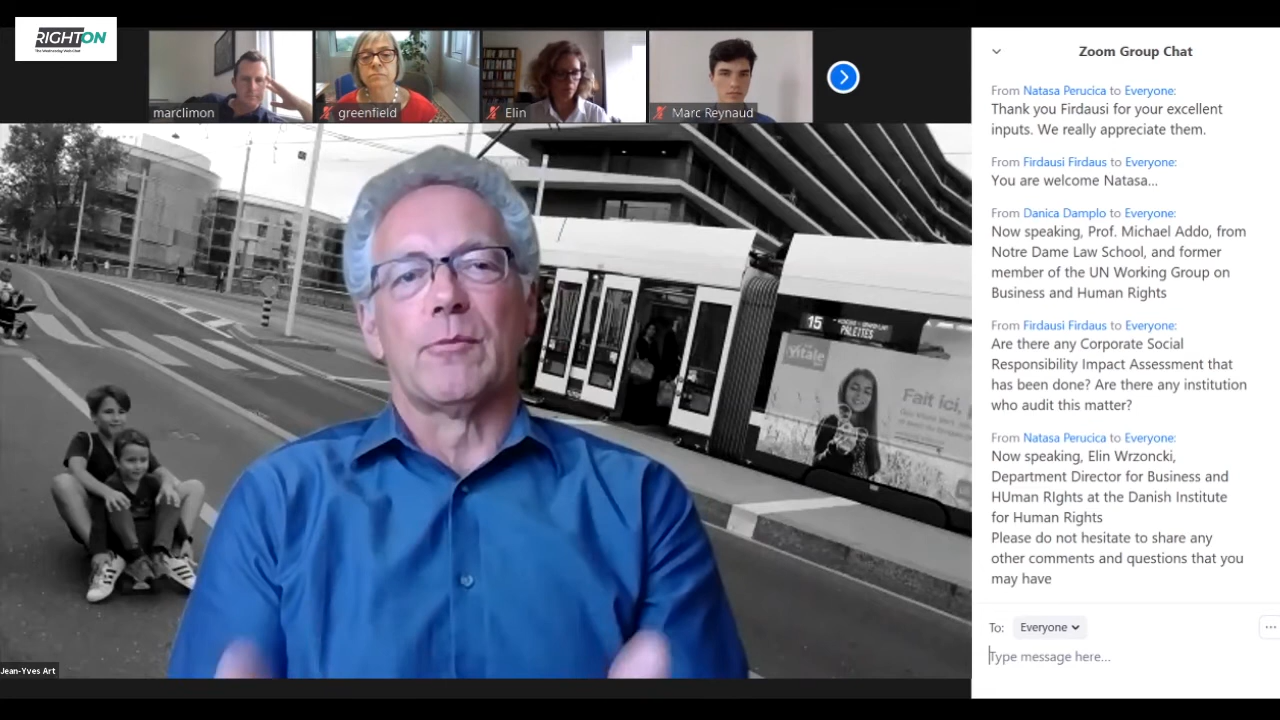 RIGHTON
The Wednesday Web Chat
marclimon
greenfield
Elin
Marc Reynaud
15
PALETTES
Vitale
Fait ici,
Jean-Yves Art
Zoom Group Chat
From Natasa Perucica to Everyone:
Thank you Firdausi for your excellent
inputs. We really appreciate them.
From Firdausi Firdaus to Everyone:
You are welcome Natasa...
From Danica Damplo to Everyone:
Now speaking, Prof. Michael Addo, from
Notre Dame Law School, and former
member of the UN Working Group on
Business and Human Rights
From Firdausi Firdaus to Everyone:
Are there any Corporate Social
Responsibility Impact Assessment that
has been done? Are there any institution
who audit this matter?
From Natasa Perucica to Everyone:
Now speaking, Elin Wrzoncki,
Department Director for Business and
HUman RIghts at the Danish Institute
for Human Rights
Please do not hesitate to share any
other comments and questions that you
may have
To: Everyone
Type message here...